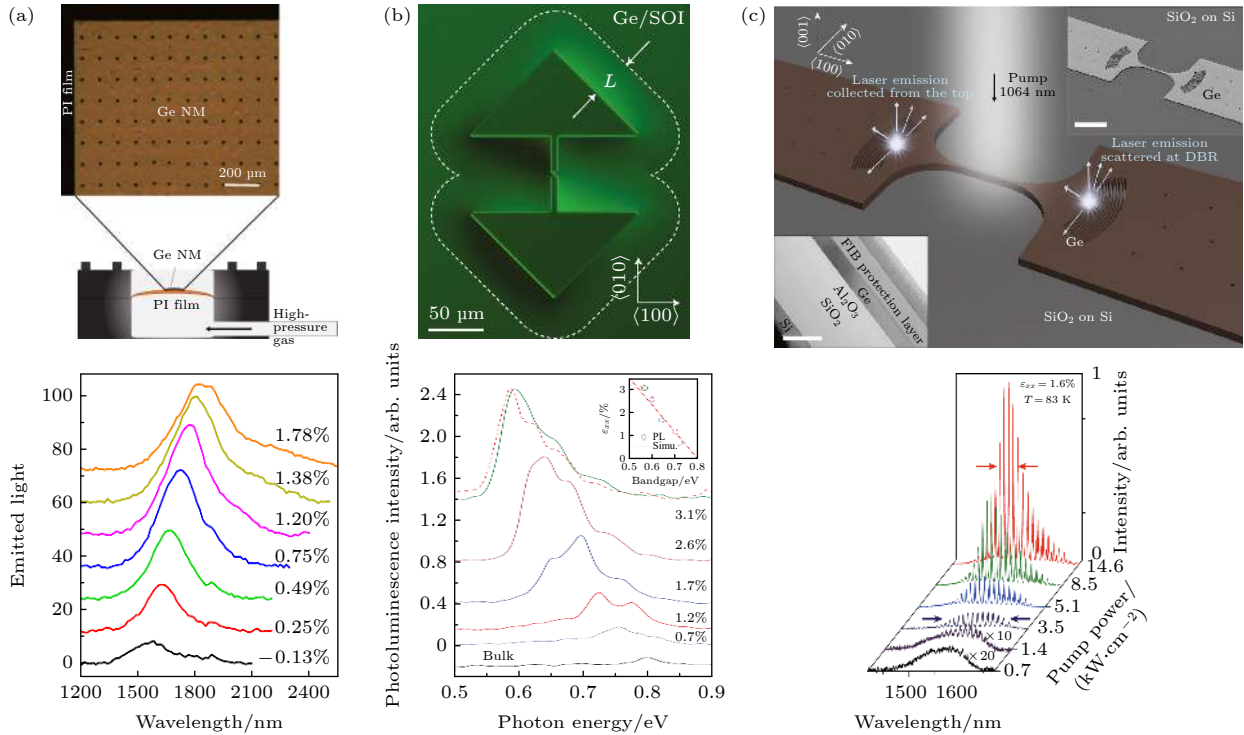 (a)
PI film
Ge NM
200 μm
Ge NM
PI film
High-
pressure
gas
Emitted light
100
80
60
40
20
0
1.78%
1.38%
1.20%
0.75%
0.49%
0.25%
−0.13%
1200
1500
1800
2100
2400
Wavelength/nm
(b)
Ge/SOI
L
50 μm
⟨010⟩
⟨100⟩
Photoluminescence intensity/arb. units
2.4
2.0
1.6
1.2
0.8
0.4
0
3.1%
2.6%
1.7%
1.2%
0.7%
Bulk
0.5
0.6
0.7
0.8
0.9
Photon energy/eV
εxx/%
3
2
1
0
PL
Simu.
0.5
0.6
0.7
0.8
Bandgap/eV
(c)
⟨001⟩
⟨010⟩
⟨100⟩
Laser emission
collected from the top
Pump
1064 nm
SiO2 on Si
Ge
Laser emission
scattered at DBR
Ge
SiO2 on Si
FIB protection layer
Ge
Al2O3
SiO2
Si
εxx = 1.6%
T = 83 K
1
0
Intensity/arb. units
14.6
8.5
5.1
3.5
1.4
0.7
×10
×20
Pump power/
(kW·cm−2)
1500
1600
Wavelength/nm